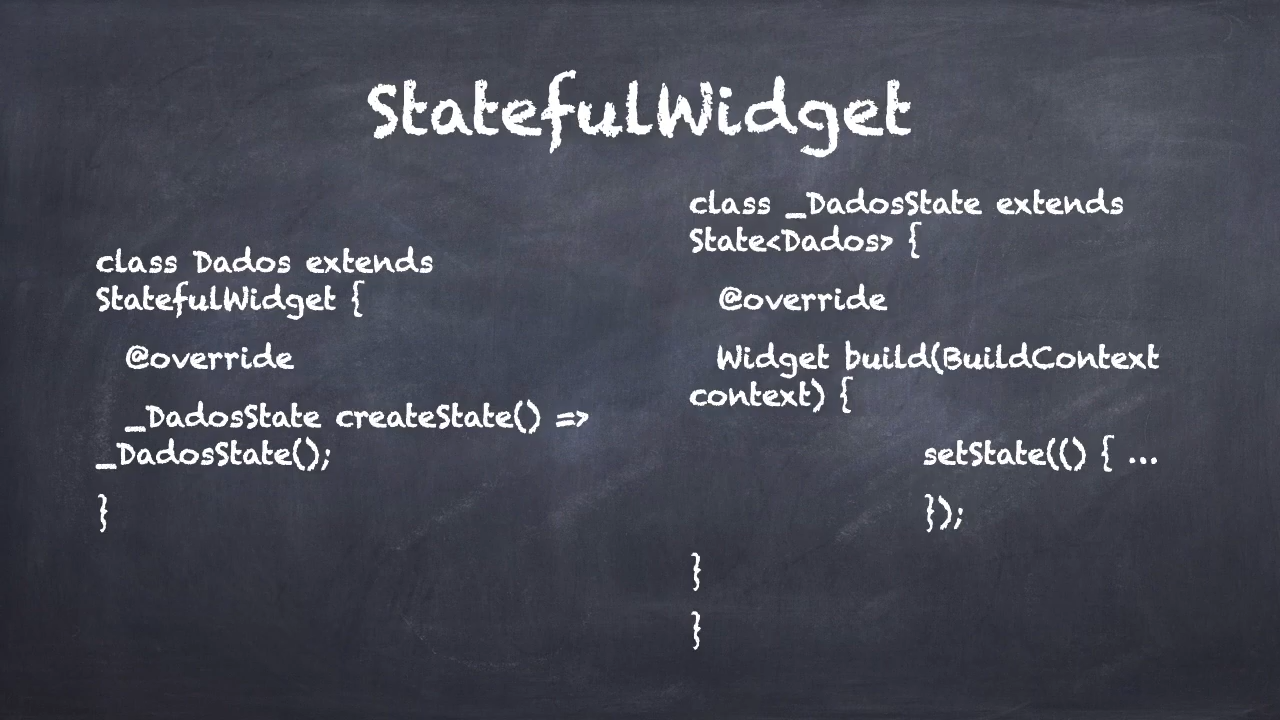 StatefulWidget
class Dados extends
StatefulWidget {
@override
_DadosState createState() =>
_DadosState();
}
class _DadosState extends
State<Dados> {
@override
Widget build(BuildContext
context) {
setState(() { ...
});
}
}